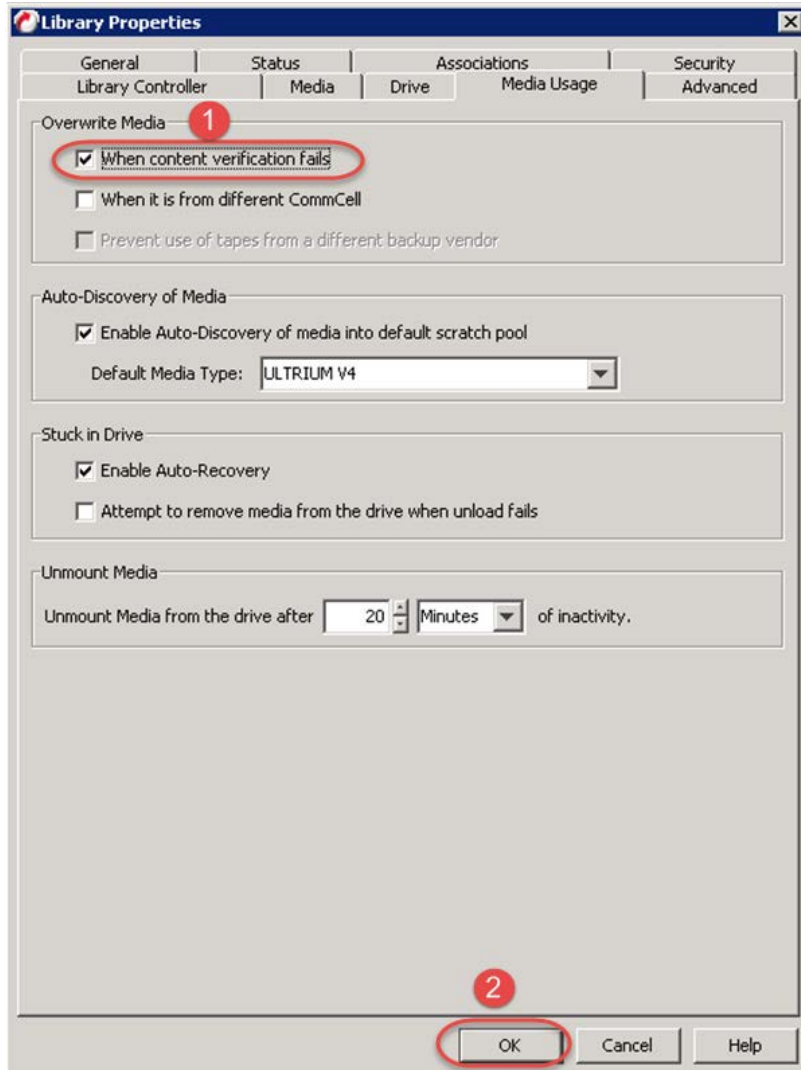 Library Properties
General Status Associations Security
Library Controller Media Drive Media Usage Advanced
Overwrite Media 1
When content verification fails
When it is from different CommCell
Prevent use of tapes from a different backup vendor
Auto-Discovery of Media
Enable Auto-Discovery of media into default scratch pool
Default Media Type: ULTRIUM V4
Stuck in Drive
Enable Auto-Recovery
Attempt to remove media from the drive when unload fails
Unmount Media
Unmount Media from the drive after 20 Minutes of inactivity.
2
OK Cancel Help